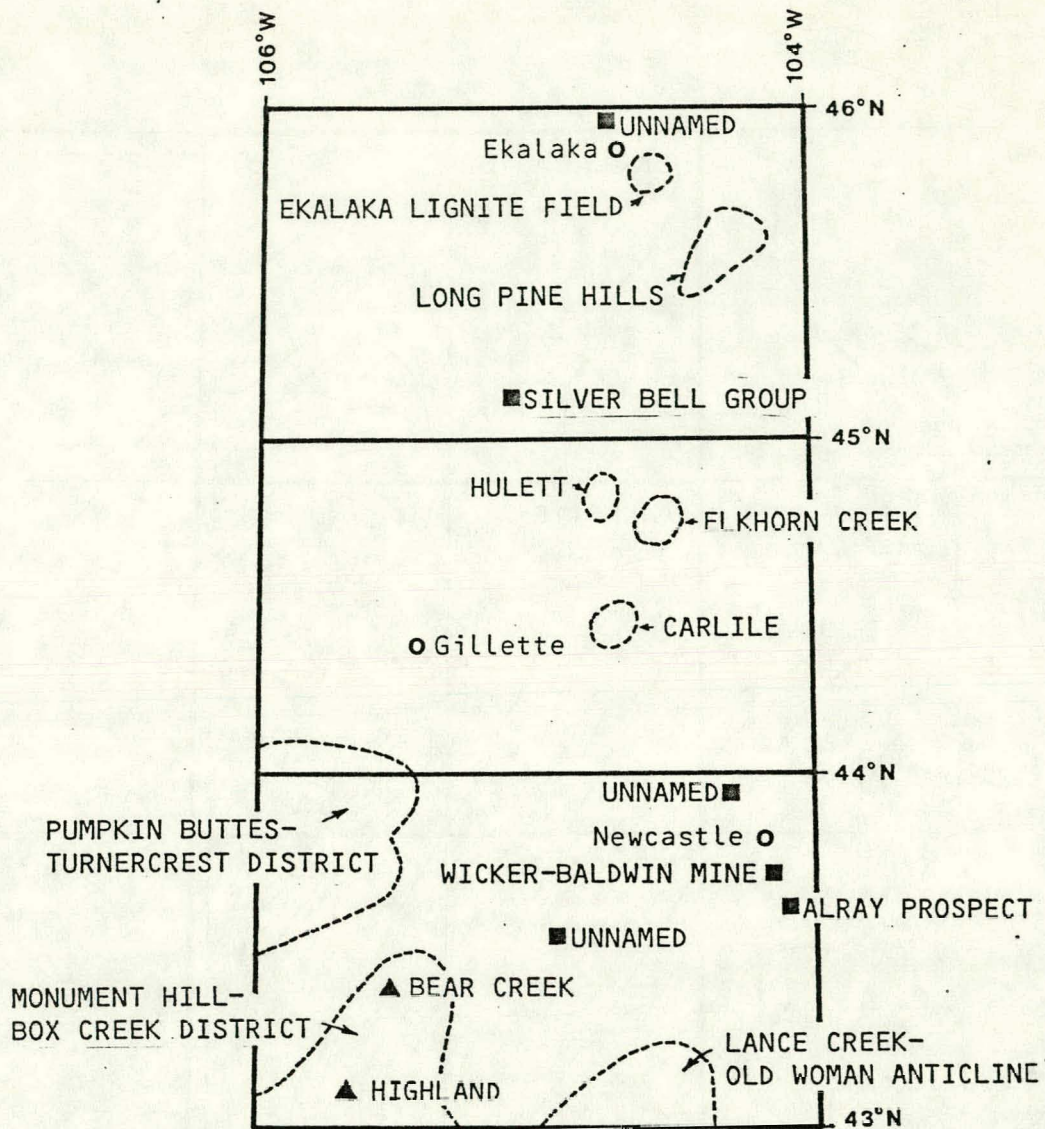 106°W
104°W
46°N
UNNAMED
Ekalaka
EKALAKA LIGNITE FIELD
LONG PINE HILLS
SILVER BELL GROUP
45°N
HULETT
ELKHORN CREEK
CARLILE
Gillette
44°N
UNNAMED
PUMPKIN BUTTES-
TURNERCREST DISTRICT
Newcastle
WICKER-BALDWIN MINE
ALRAY PROSPECT
UNNAMED
MONUMENT HILL-
BOX CREEK DISTRICT
BEAR CREEK
LANCE CREEK-
OLD WOMAN ANTICLINE
HIGHLAND
43°N